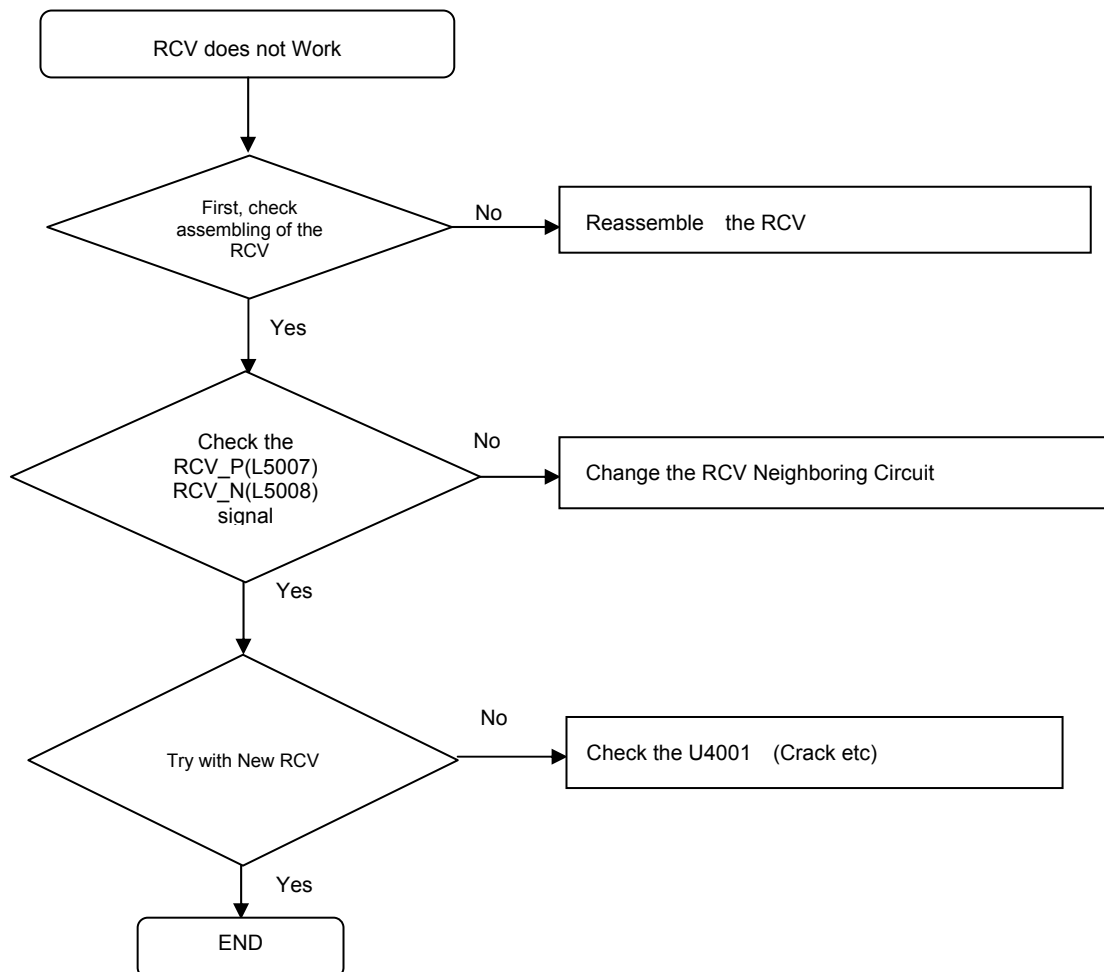 RCV does not Work
First, check
assembling of the
RCV
No
Reassemble the RCV
Yes
Check the
RCV_P(L5007)
RCV_N(L5008)
signal
No
Change the RCV Neighboring Circuit
Yes
Try with New RCV
No
Check the U4001 (Crack etc)
Yes
END